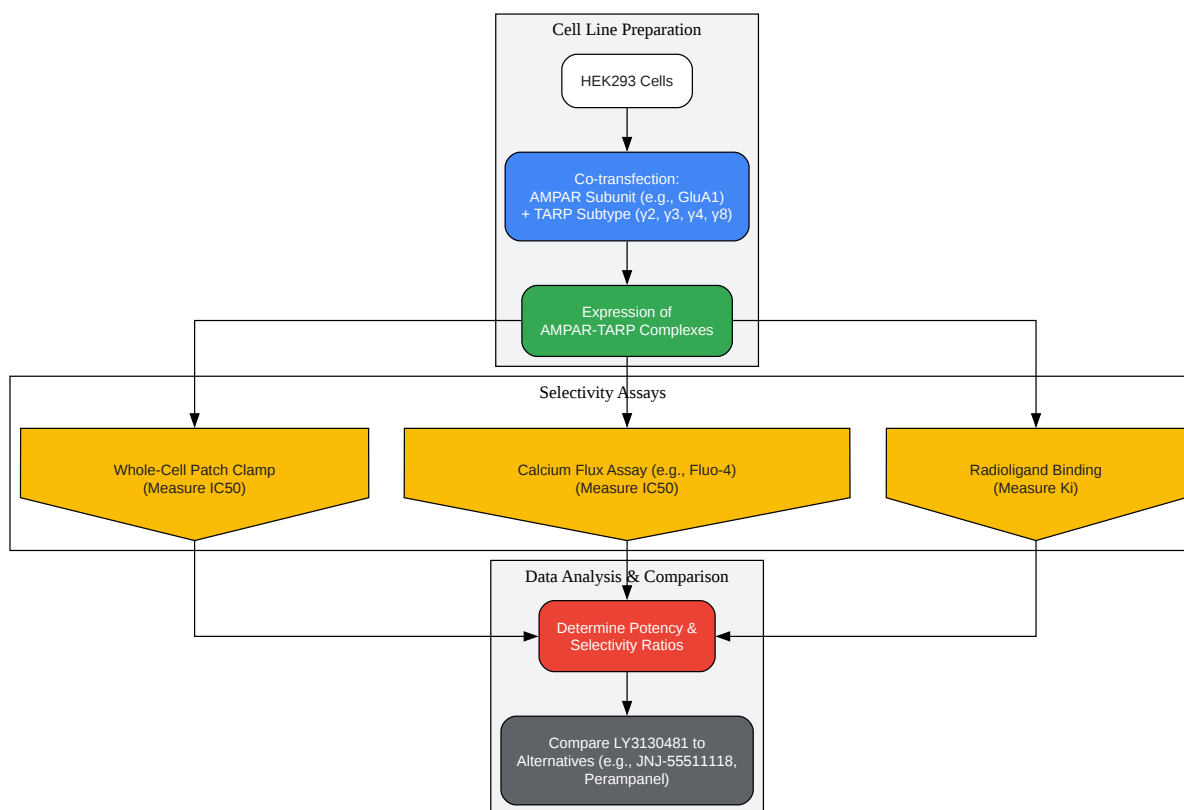 Cell Line Preparation
HEK293 Cells
Co-transfection:
AMPAR Subunit (e.g., GluA1)
+ TARP Subtype (γ2, γ3, γ4, γ8)
Expression of
AMPAR-TARP Complexes
Selectivity Assays
Whole-Cell Patch Clamp
(Measure IC50)
Calcium Flux Assay (e.g., Fluo-4)
(Measure IC50)
Radioligand Binding
(Measure Ki)
Data Analysis & Comparison
Determine Potency &
Selectivity Ratios
Compare LY3130481 to
Alternatives (e.g., JNJ-55511118,
Perampanel)